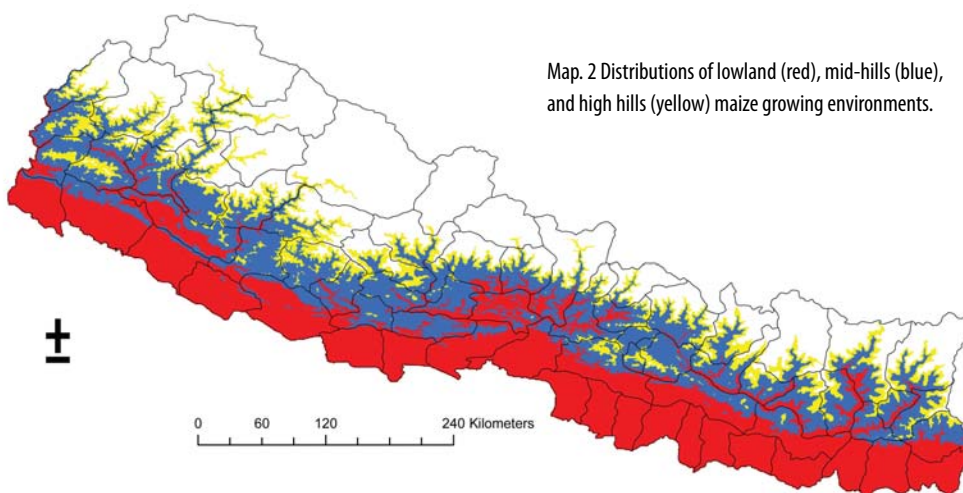 Map. 2 Distributions of lowland (red), mid-hills (blue),
and high hills (yellow) maize growing environments.
0 60 120 240 Kilometers